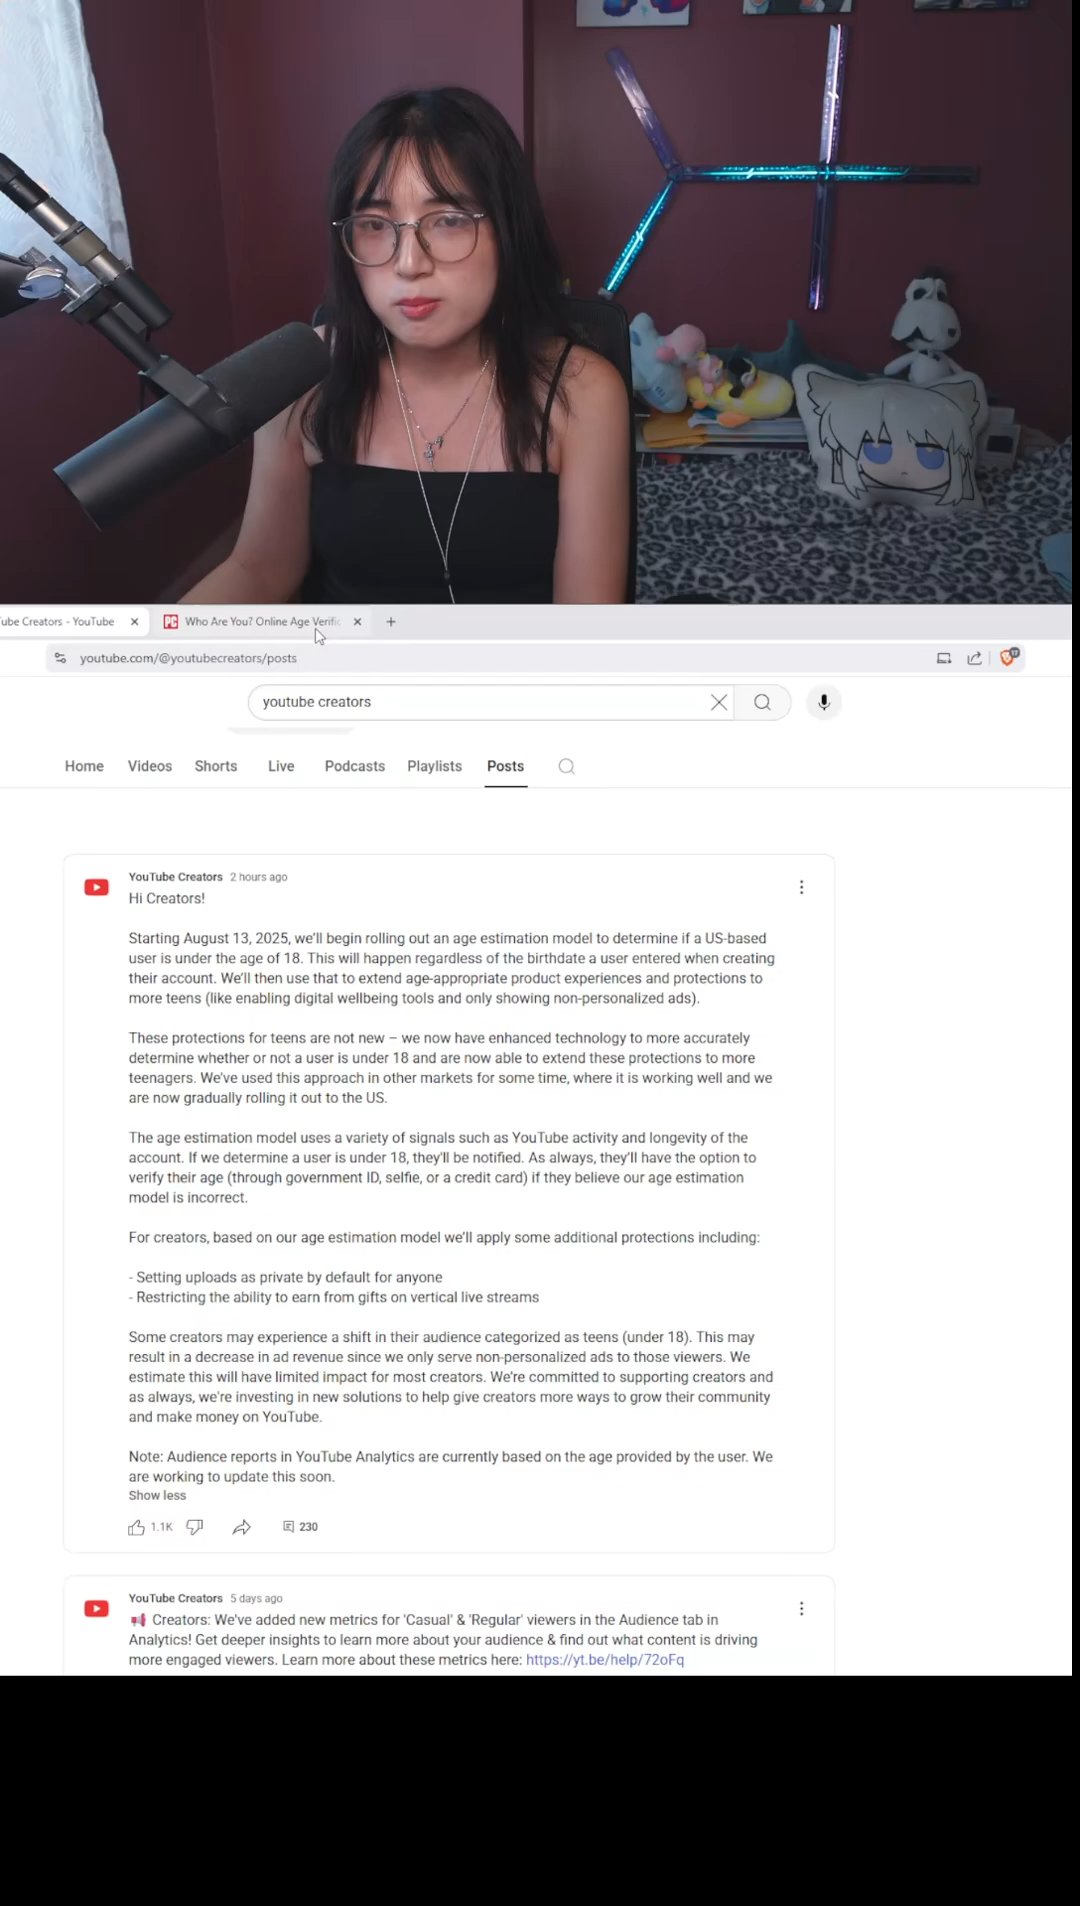 ube Creators - YouTube
Who Are You? Online Age Verific
youtube.com/@youtubecreators/posts
youtube creators
Home Videos Shorts Live Podcasts Playlists Posts
YouTube Creators 2 hours ago
Hi Creators!
Starting August 13, 2025, we'll begin rolling out an age estimation model to determine if a US-based
user is under the age of 18. This will happen regardless of the birthdate a user entered when creating
their account. We'll then use that to extend age-appropriate product experiences and protections to
more teens (like enabling digital wellbeing tools and only showing non-personalized ads).
These protections for teens are not new – we now have enhanced technology to more accurately
determine whether or not a user is under 18 and are now able to extend these protections to more
teenagers. We've used this approach in other markets for some time, where it is working well and we
are now gradually rolling it out to the US.
The age estimation model uses a variety of signals such as YouTube activity and longevity of the
account. If we determine a user is under 18, they'll be notified. As always, they'll have the option to
verify their age (through government ID, selfie, or a credit card) if they believe our age estimation
model is incorrect.
For creators, based on our age estimation model we'll apply some additional protections including:
- Setting uploads as private by default for anyone
- Restricting the ability to earn from gifts on vertical live streams
Some creators may experience a shift in their audience categorized as teens (under 18). This may
result in a decrease in ad revenue since we only serve non-personalized ads to those viewers. We
estimate this will have limited impact for most creators. We're committed to supporting creators and
as always, we're investing in new solutions to help give creators more ways to grow their community
and make money on YouTube.
Note: Audience reports in YouTube Analytics are currently based on the age provided by the user. We
are working to update this soon.
Show less
1.1K 230
YouTube Creators 5 days ago
Creators: We've added new metrics for 'Casual' & 'Regular' viewers in the Audience tab in
Analytics! Get deeper insights to learn more about your audience & find out what content is driving
more engaged viewers. Learn more about these metrics here: https://yt.be/help/72oFq